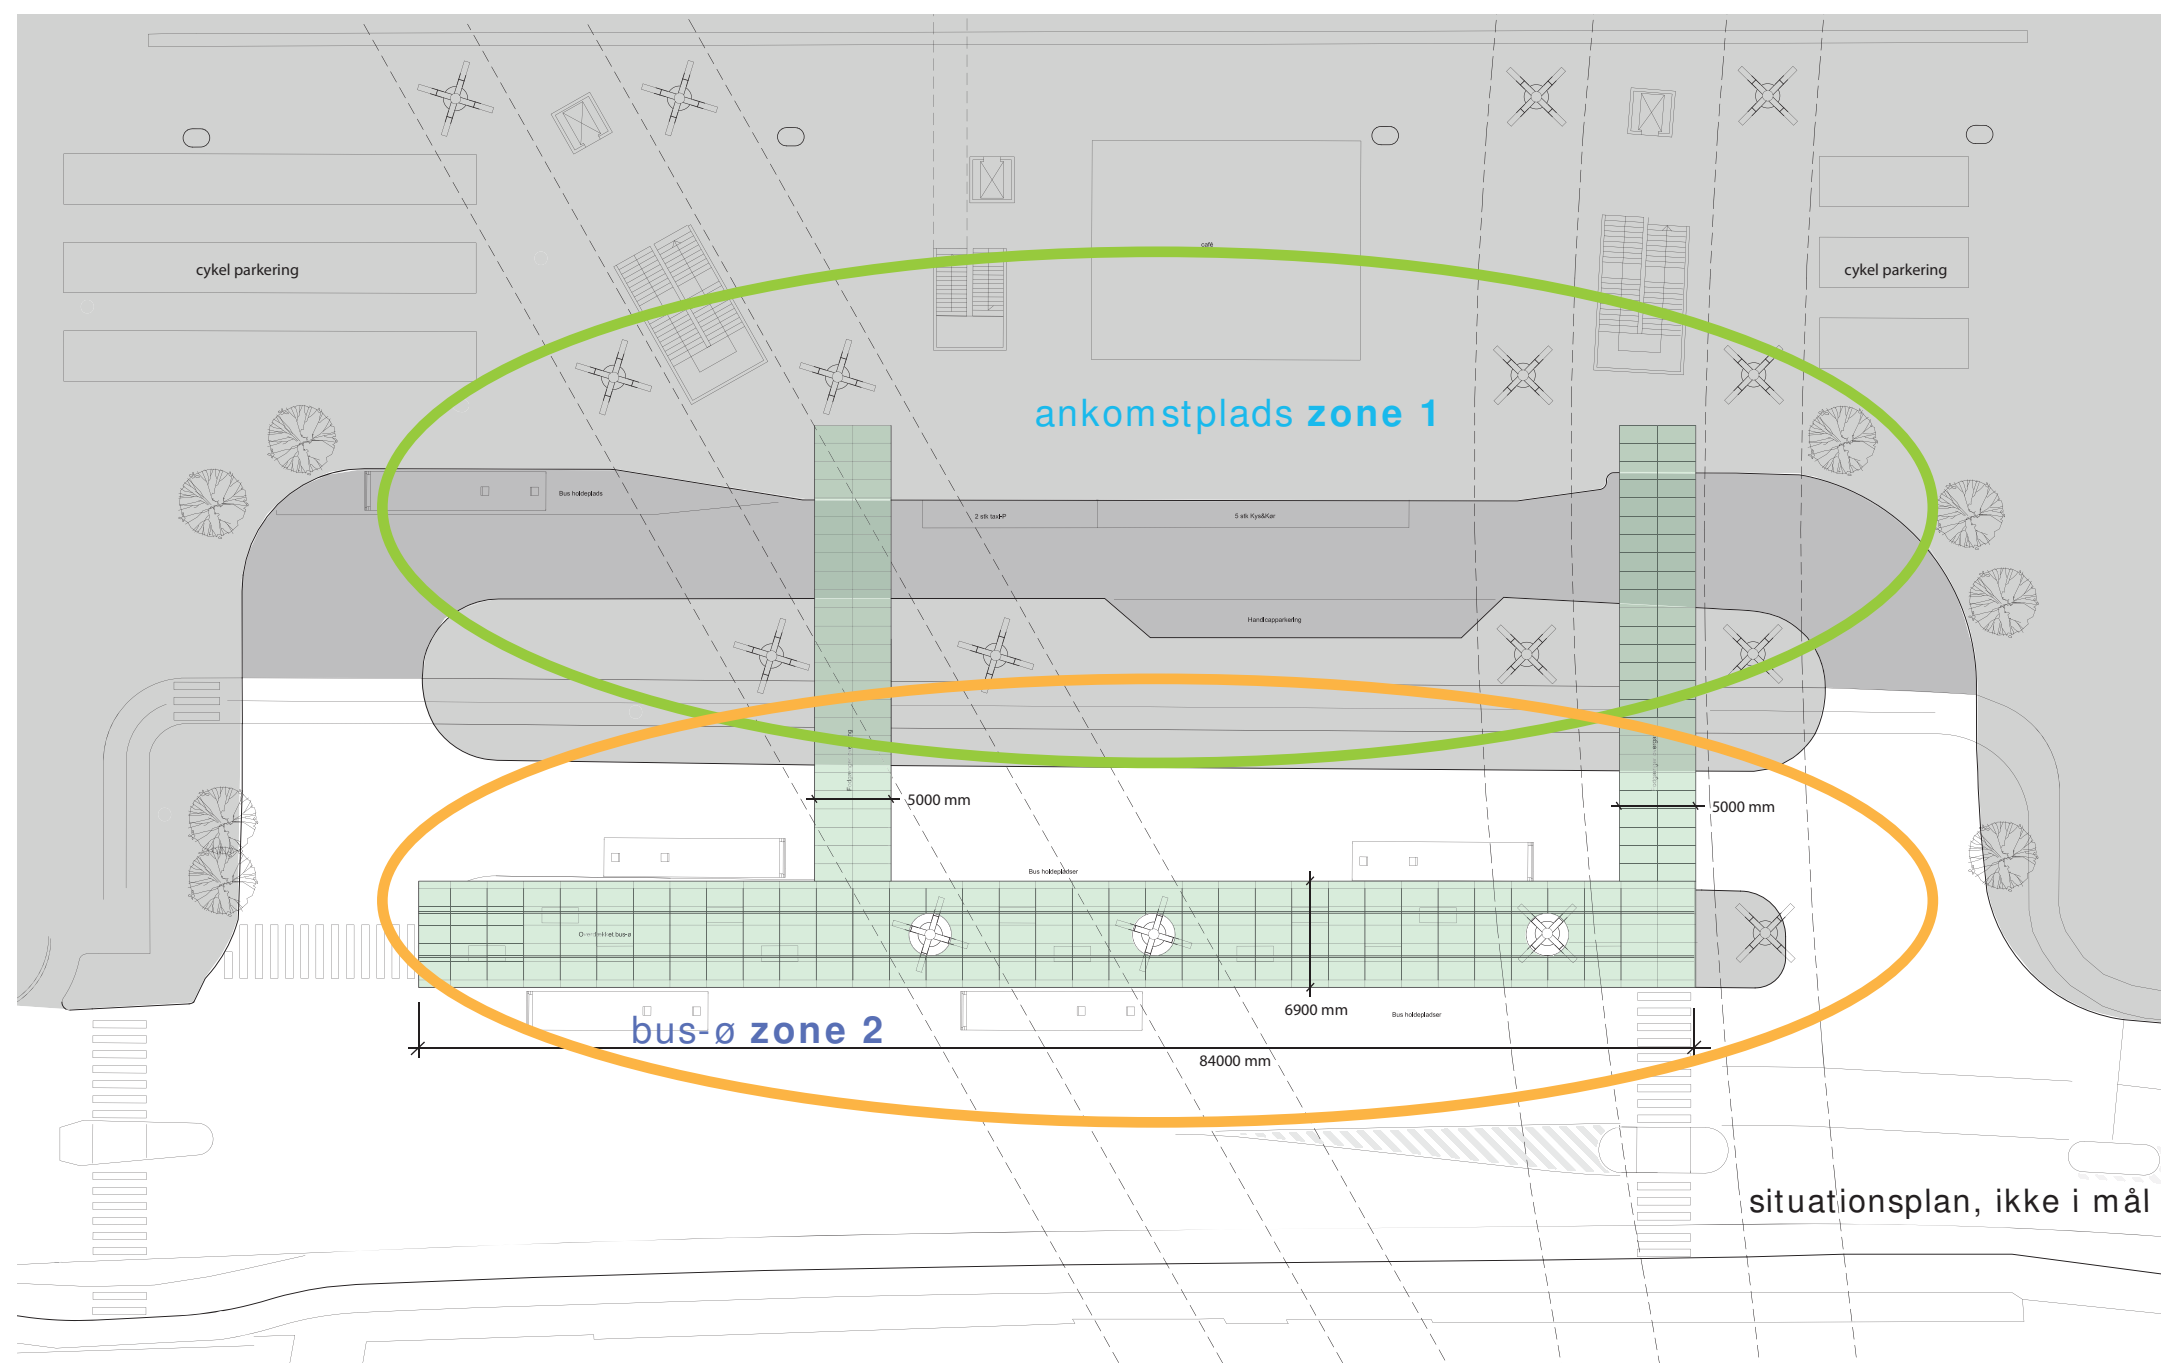 café
cykel parkering
cykel parkering
ankomstplads zone 1
Bus holdeplads
2 stk taxi-P
5 stk Kys&Kør
Handicapparkering
5000 mm
5000 mm
Bus holdepladser
bus-ø
6900 mm
Bus holdepladser
bus-ø zone 2
84000 mm
situationsplan, ikke i mål